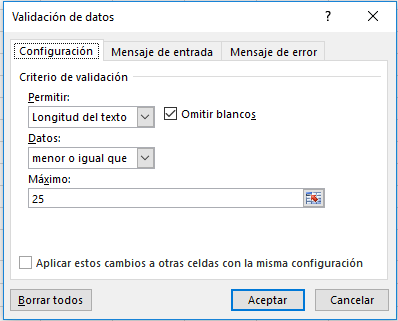 Validación de datos
?
Configuración
Mensaje de entrada
Mensaje de error
Criterio de validación
Permitir:
Longitud del texto
Omitir blancos
Datos:
menor o igual que
Máximo:
25
Aplicar estos cambios a otras celdas con la misma configuración
Borrar todos
Aceptar
Cancelar